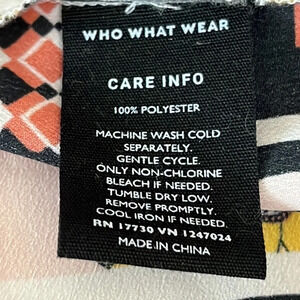 WHO WHAT WEAR
CARE INFO
100% POLYESTER
MACHINE WASH COLD
SEPARATELY.
GENTLE CYCLE.
ONLY NON-CHLORINE
BLEACH IF NEEDED.
TUMBLE DRY LOW.
REMOVE PROMPTLY.
COOL IRON IF NEEDED.
RN 17730 VN 1247024
MADE IN CHINA